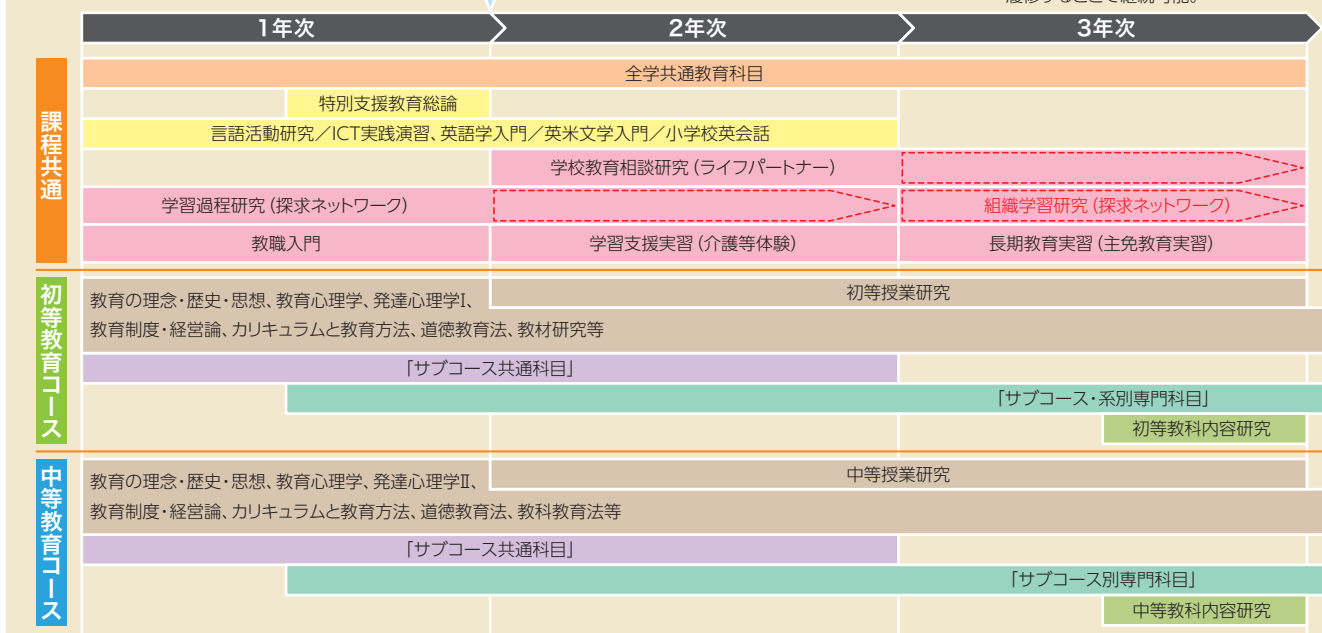 履修することで継続可能。
1年次
2年次
3年次
課程共通
全学共通教育科目
特別支援教育総論
言語活動研究／ICT実践演習、英語学入門／英米文学入門／小学校英会話
学校教育相談研究（ライフパートナー）
学習過程研究（探求ネットワーク）
組織学習研究（探求ネットワーク）
教職入門
学習支援実習（介護等体験）
長期教育実習（主免教育実習）
初等教育コース
初等授業研究
教育の理念・歴史・思想、教育心理学、発達心理学Ⅰ、
教育制度・経営論、カリキュラムと教育方法、道徳教育法、教材研究等
「サブコース共通科目」
「サブコース・系別専門科目」
初等教科内容研究
中等教育コース
中等授業研究
教育の理念・歴史・思想、教育心理学、発達心理学Ⅱ、
教育制度・経営論、カリキュラムと教育方法、道徳教育法、教科教育法等
「サブコース共通科目」
「サブコース別専門科目」
中等教科内容研究